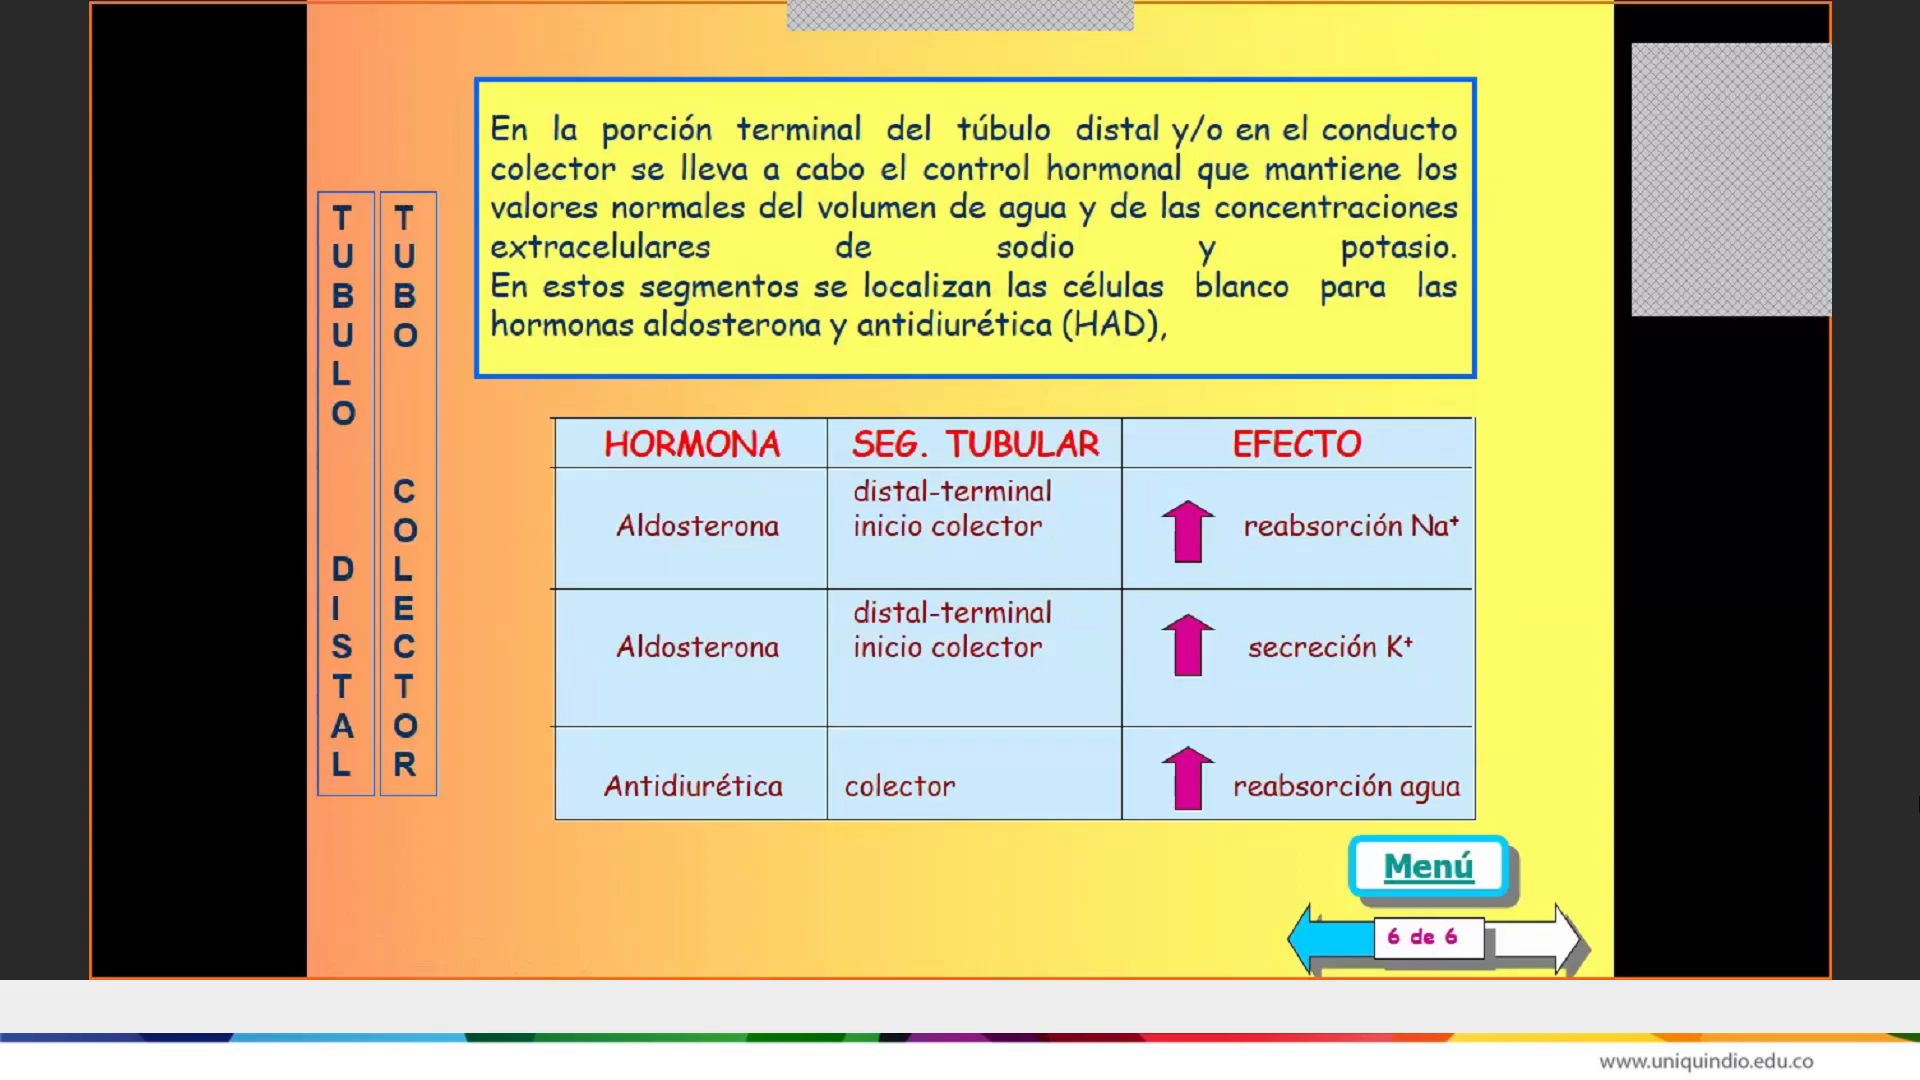 En la porción terminal del túbulo distal y/o en el conducto
colector se lleva a cabo el control hormonal que mantiene los
valores normales del volumen de agua y de las concentraciones
extracelulares de sodio y potasio.
En estos segmentos se localizan las células blanco para las
hormonas aldosterona y antidiurética (HAD),
TUBULO DISTAL
TUBO COLECTOR
HORMONA SEG. TUBULAR EFECTO
distal-terminal
Aldosterona inicio colector reabsorción Na⁺
distal-terminal
Aldosterona inicio colector secreción K⁺
Antidiurética colector reabsorción agua
Menú
6 de 6
www.uniquindio.edu.co